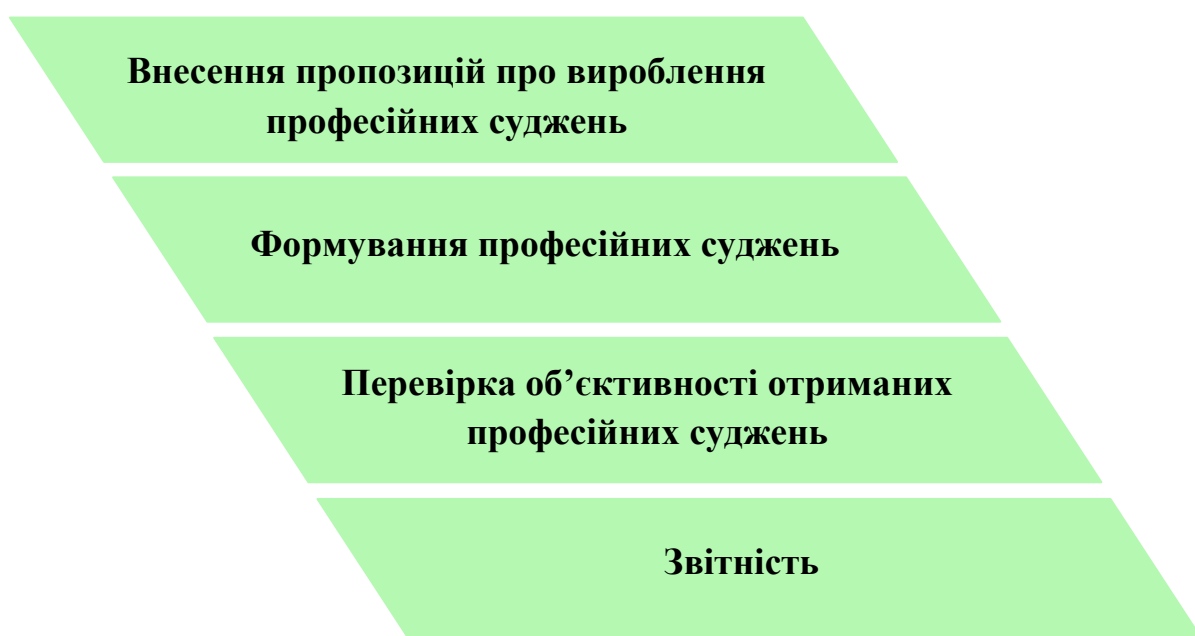 Внесення пропозицій про вироблення
професійних суджень
Формування професійних суджень
Перевірка об’єктивності отриманих
професійних суджень
Звітність